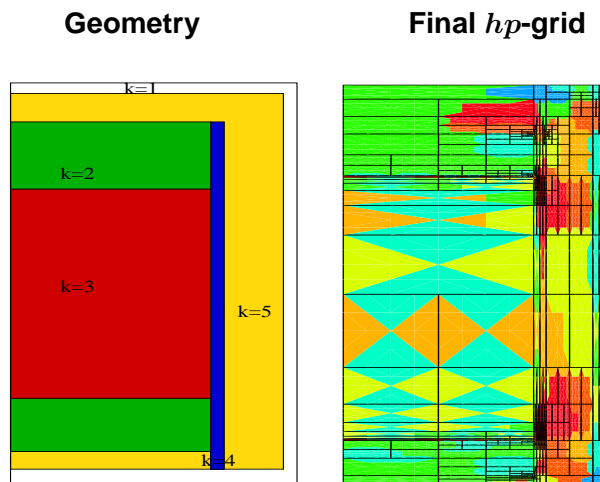 Geometry
Final hp-grid
k=1
k=2
k=3
k=5
k=4